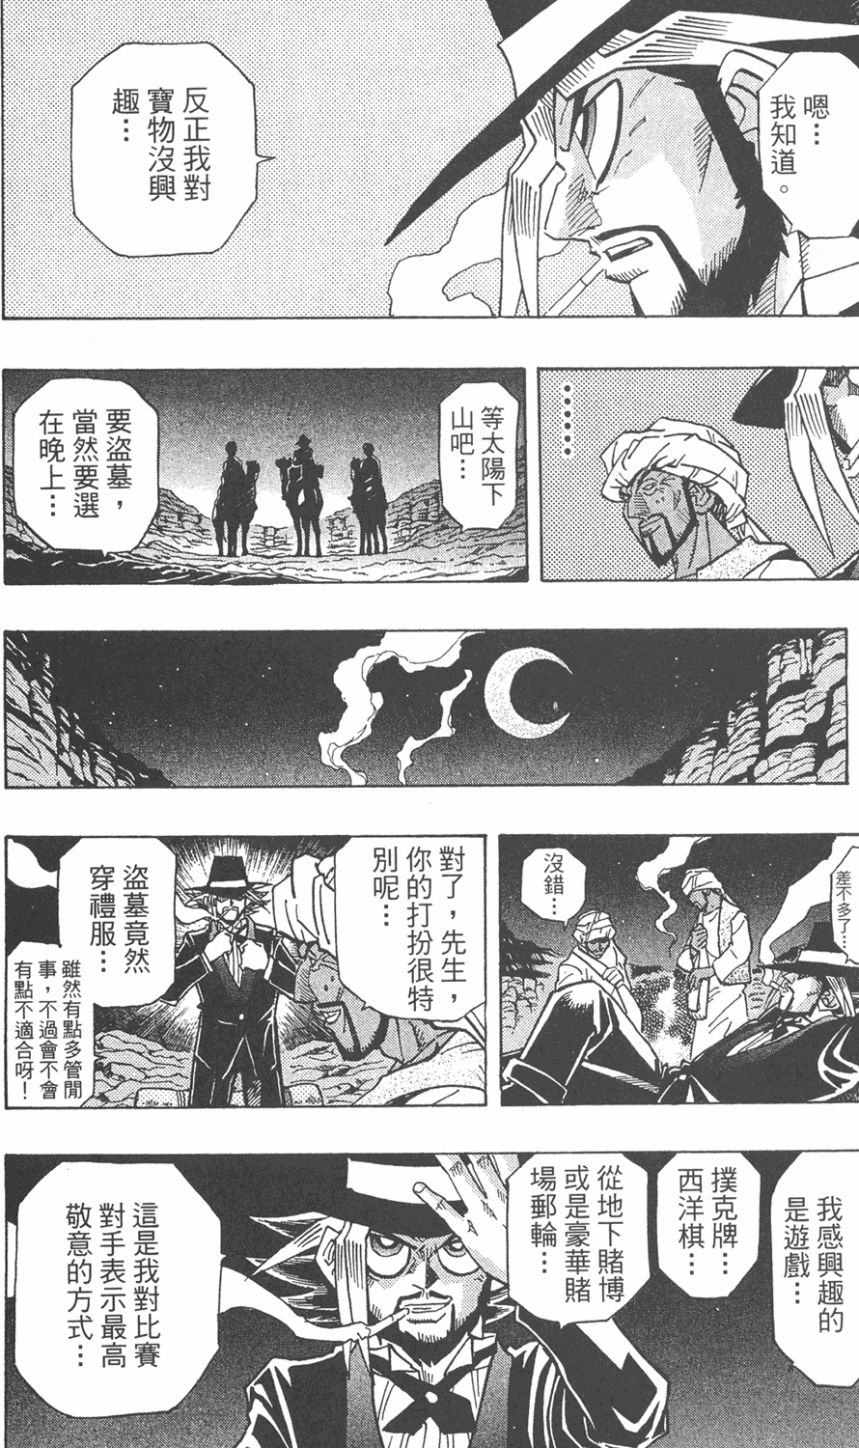 嗯…
我知道。
反正我對
寶物沒興
趣…
……
等太陽下
山吧…
要盜墓，
當然要選
在晚上…
差不多了…
沒錯…
對了，先生，
你的打扮很特
別呢…
盜墓竟然
穿禮服…
雖然有點多管閒
事，不過會不會
有點不適合呀！
我感興趣的
是遊戲…
撲克牌…
西洋棋…
從地下賭博
或是豪華賭
場郵輪…
這是我對比賽
對手表示最高
敬意的方式…